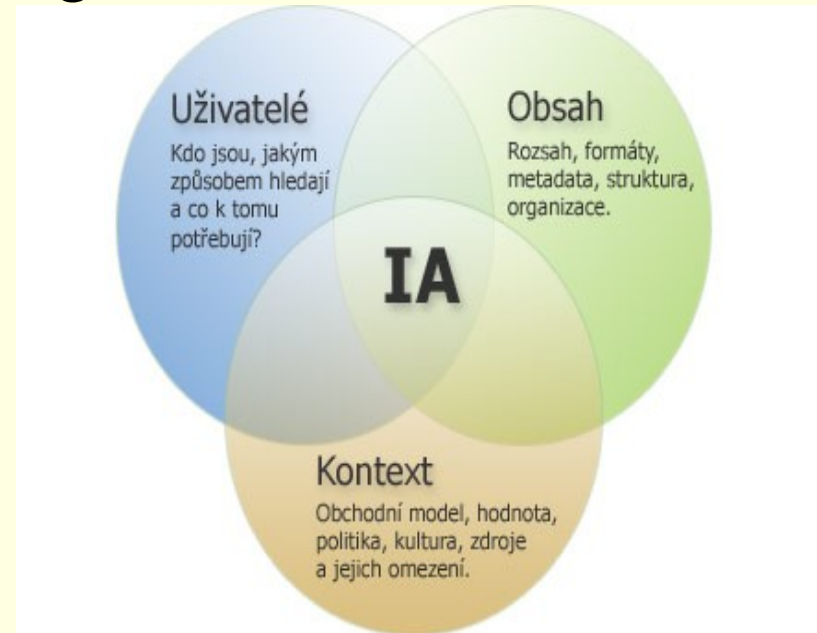 Uživatelé
Kdo jsou, jakým
způsobem hledají
a co k tomu
potřebují?
Obsah
Rozsah, formáty,
metadata, struktura,
organizace.
IA
Kontext
Obchodní model, hodnota,
politika, kultura, zdroje
a jejich omezení.